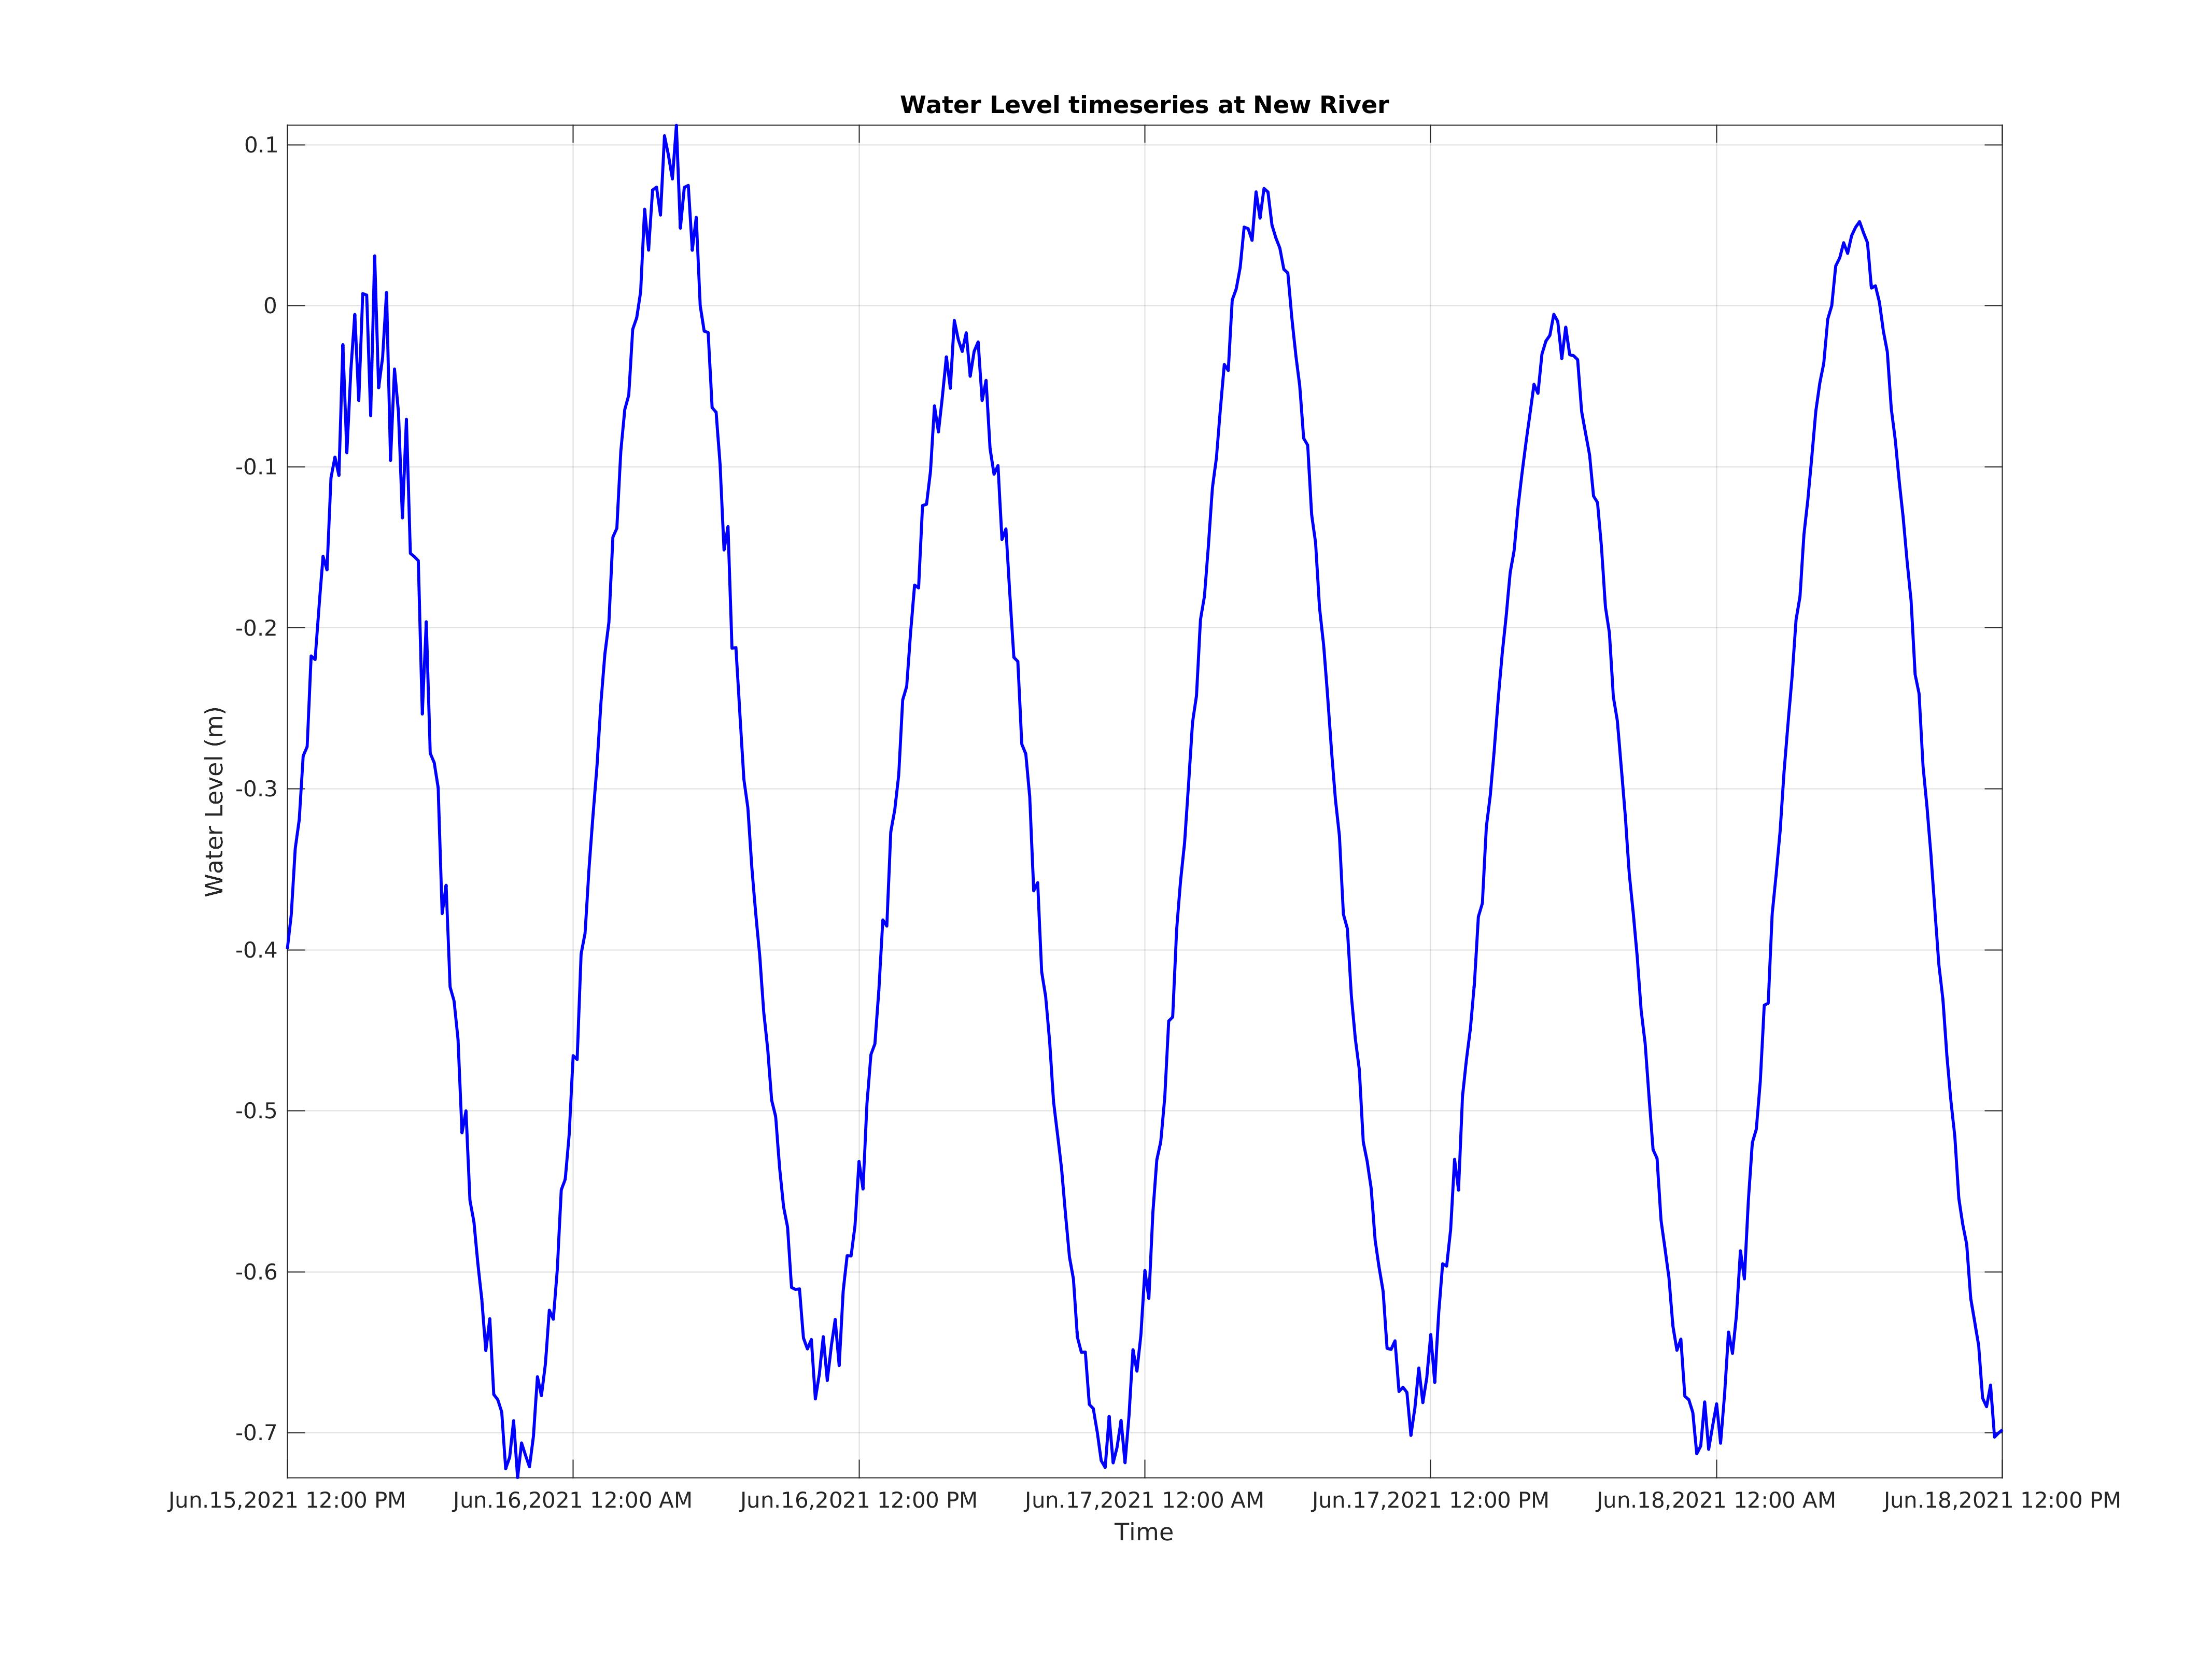 Water Level timeseries at New River
0.1
0
-0.1
-0.2
-0.3
-0.4
-0.5
-0.6
-0.7
Water Level (m)
Jun.15,2021 12:00 PM
Jun.16,2021 12:00 AM
Jun.16,2021 12:00 PM
Jun.17,2021 12:00 AM
Jun.17,2021 12:00 PM
Jun.18,2021 12:00 AM
Jun.18,2021 12:00 PM
Time